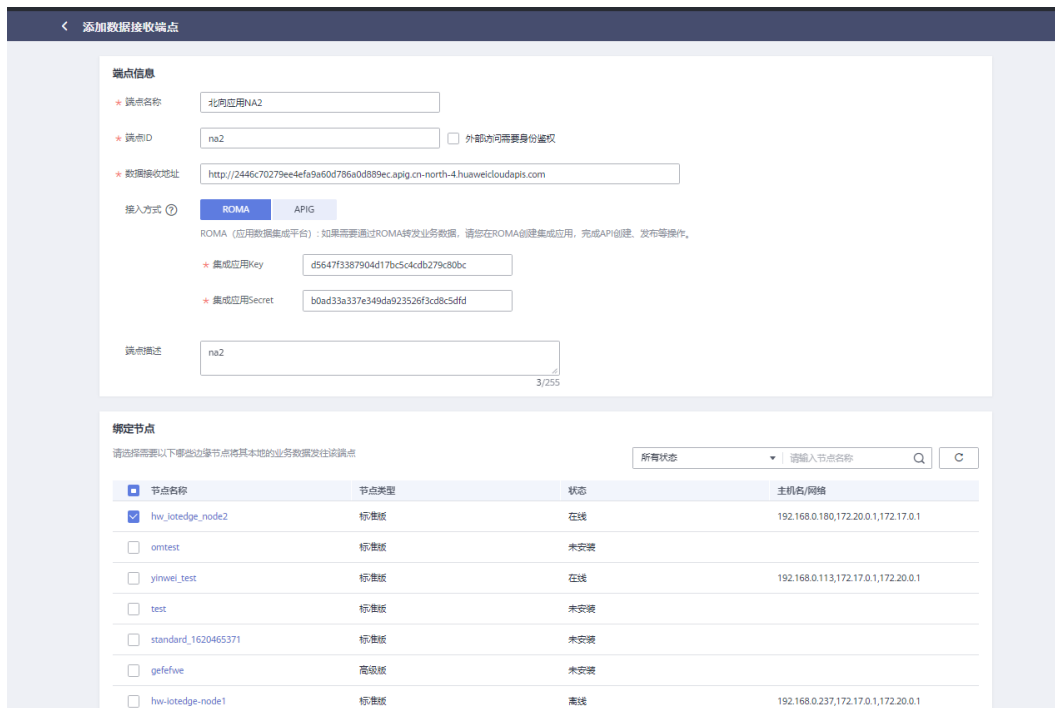 添加数据接收端点
端点信息
* 端点名称 北向应用NA2
* 端点ID na2 外部访问需要身份鉴权
* 数据接收地址 http://2446c70279ee4efa9a60d786a0d889ec.apig.cn-north-4.huaweicloudapis.com
接入方式 ? ROMA APIG
ROMA（应用数据集成平台）: 如果需要通过ROMA转发业务数据，请您在ROMA创建集成应用，完成API创建、发布等操作。
* 集成应用Key d5647f3387904d17bc5c4cdb279c80bc
* 集成应用Secret b0ad33a337e349da923526f3cd8c5dfd
端点描述 na2
3/255
绑定节点
请选择需要以下哪些边缘节点将其本地的业务数据发往该端点 所有状态 请输入节点名称
节点名称 节点类型 状态 主机名/网络
hw_iotedge_node2 标准版 在线 192.168.0.180,172.20.0.1,172.17.0.1
omtest 标准版 未安装
yinwei_test 标准版 在线 192.168.0.113,172.17.0.1,172.20.0.1
test 标准版 未安装
standard_1620465371 标准版 未安装
gefefwe 高级版 未安装
hw-iotedge-node1 标准版 离线 192.168.0.237,172.17.0.1,172.20.0.1